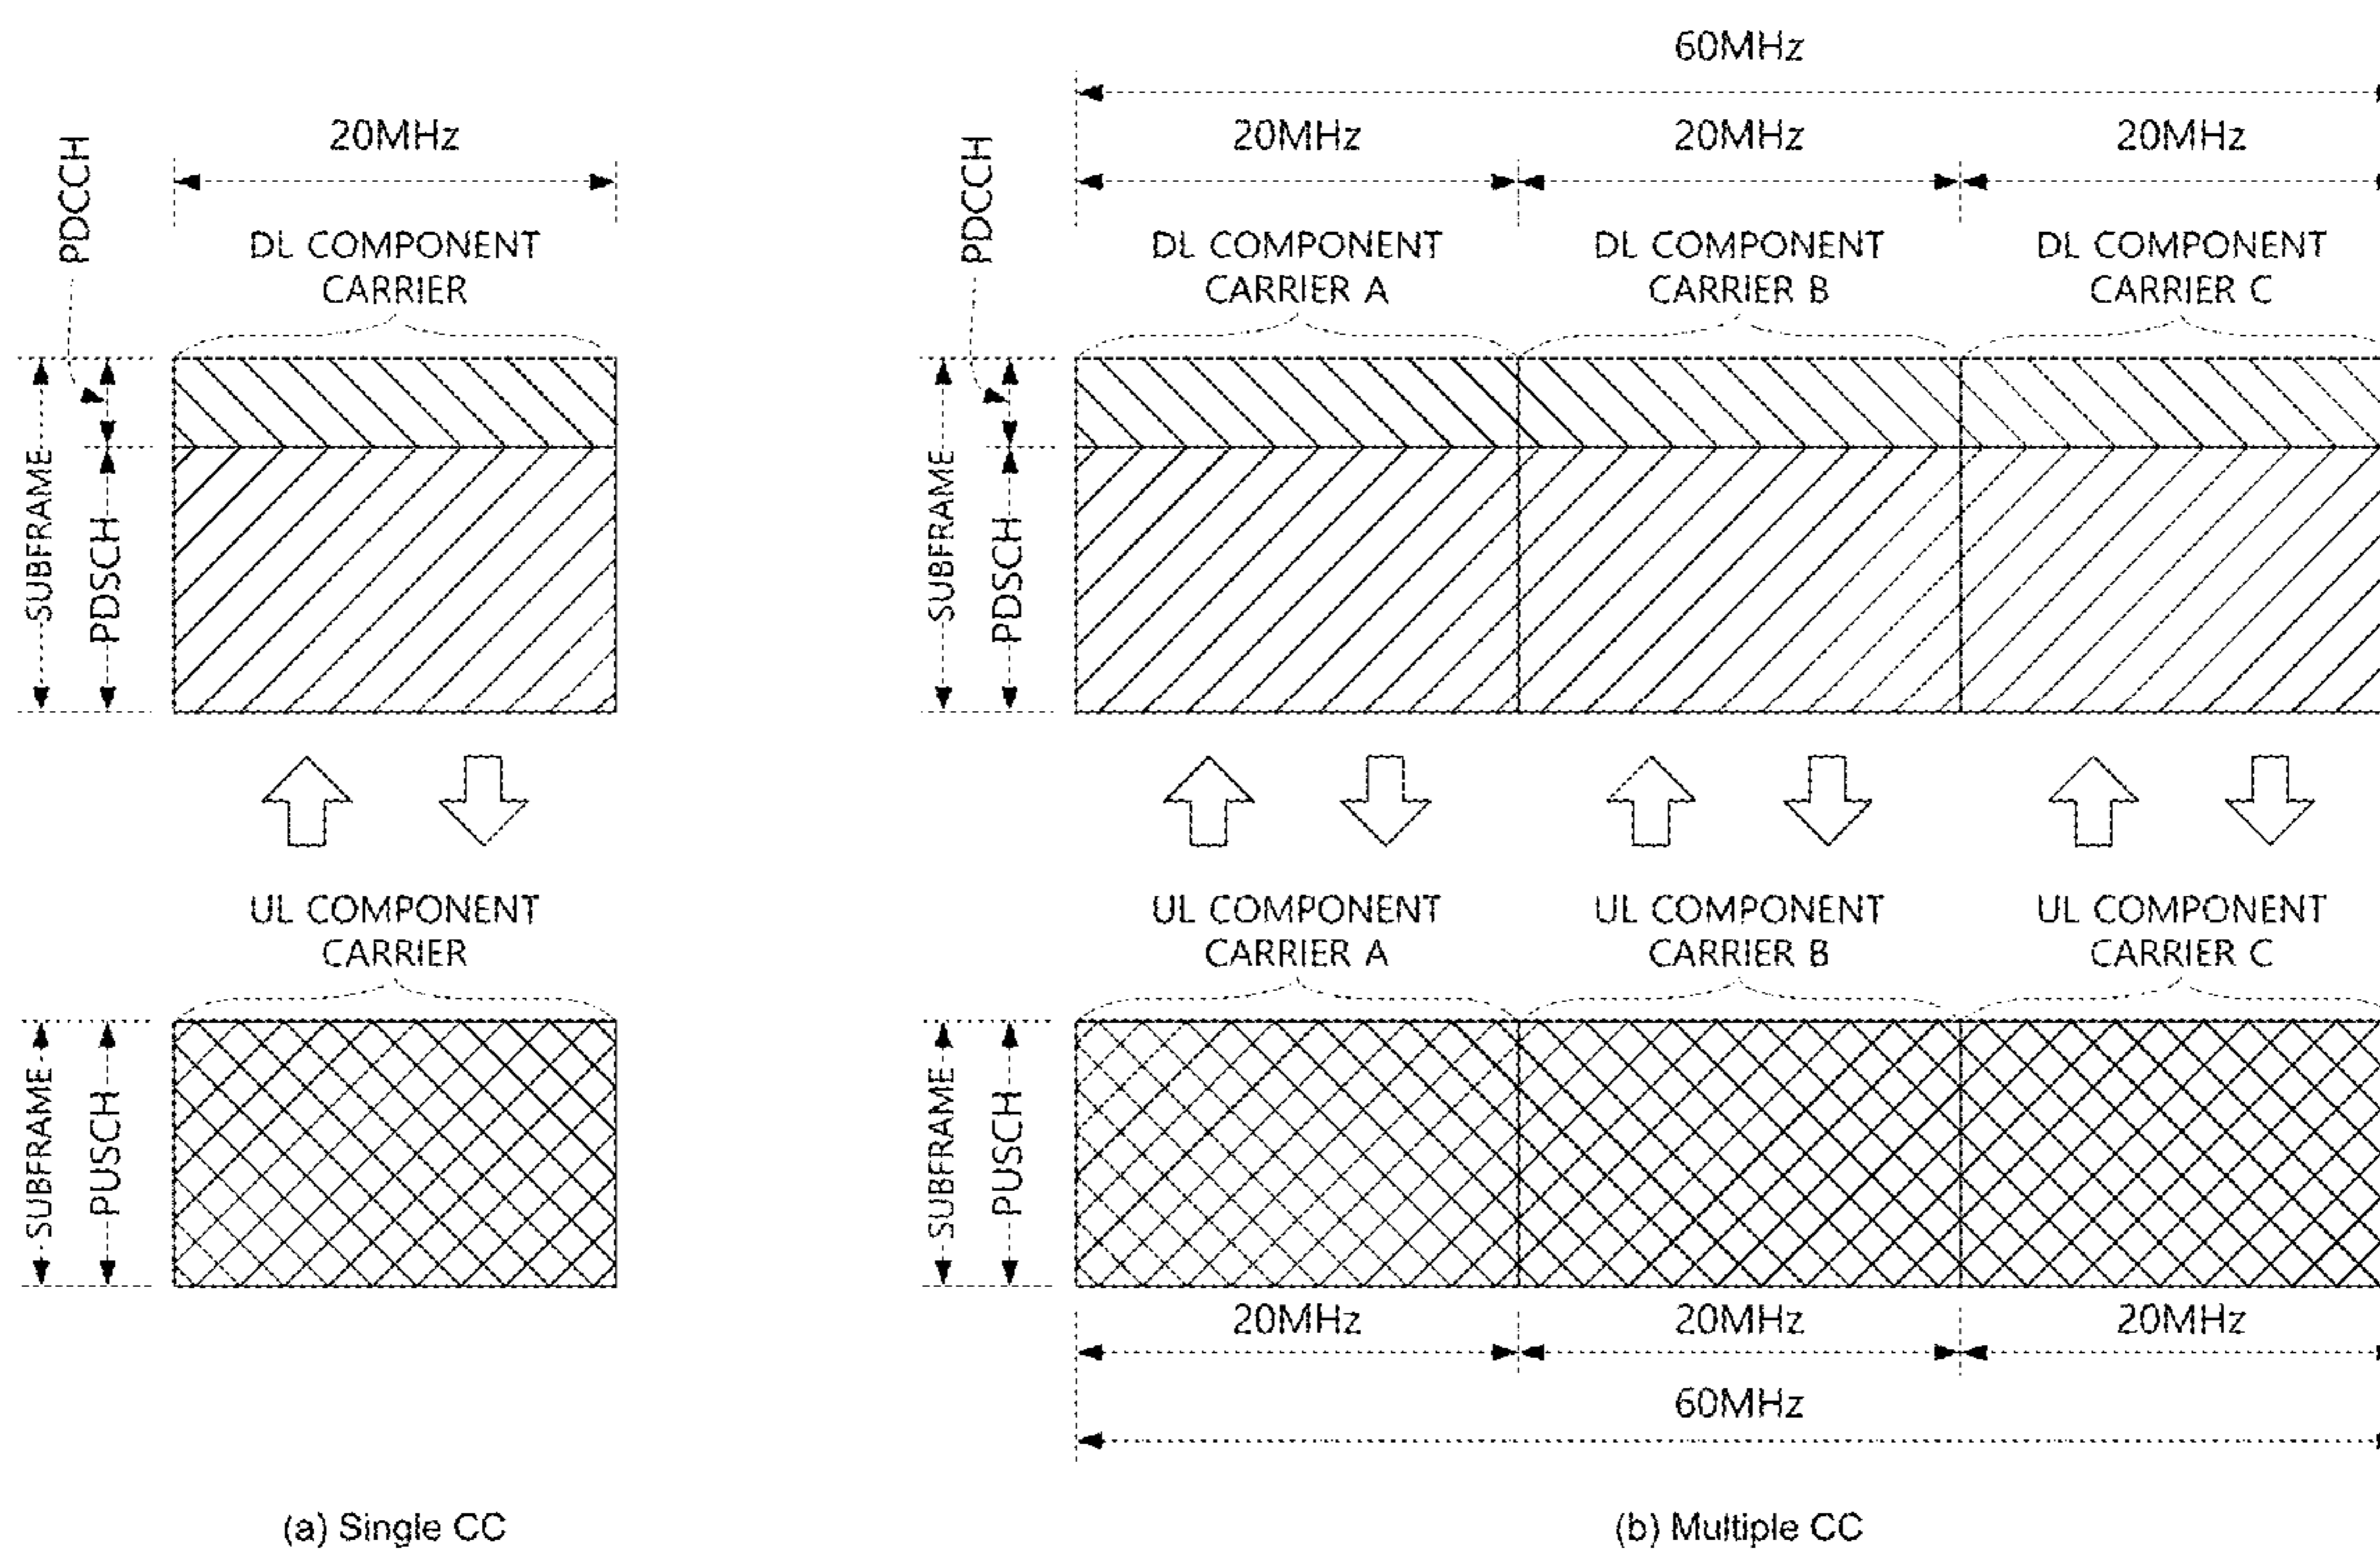 20MHz
PDCCH
DL COMPONENT
CARRIER
SUBFRAME
PDSCH
UL COMPONENT
CARRIER
SUBFRAME
PUSCH
(a) Single CC
60MHz
20MHz
20MHz
20MHz
PDCCH
DL COMPONENT
CARRIER A
DL COMPONENT
CARRIER B
DL COMPONENT
CARRIER C
SUBFRAME
PDSCH
UL COMPONENT
CARRIER A
UL COMPONENT
CARRIER B
UL COMPONENT
CARRIER C
SUBFRAME
PUSCH
20MHz
20MHz
20MHz
60MHz
(b) Multiple CC